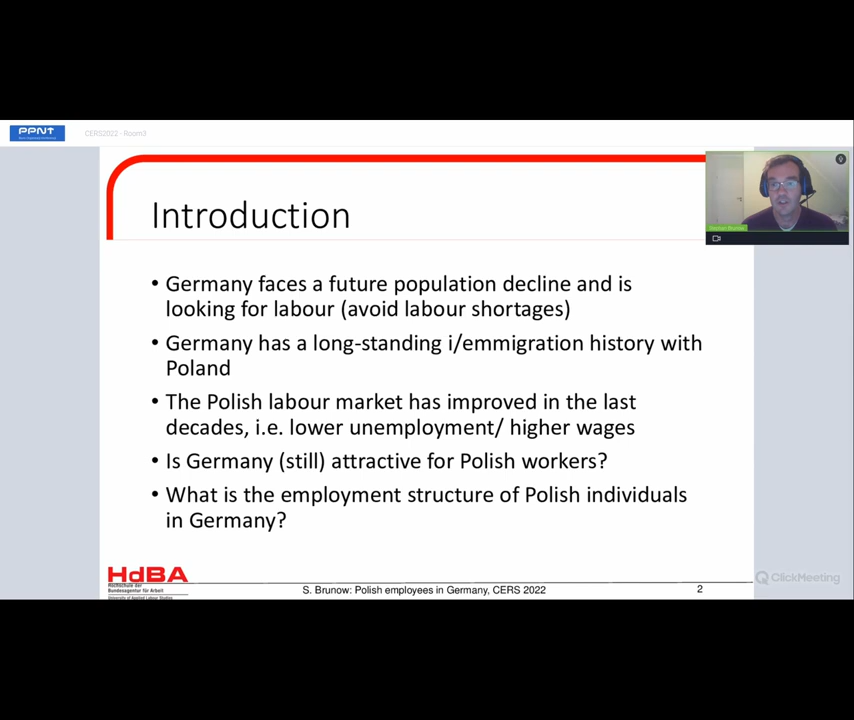 PPNT
CERS2022 - Room3
Introduction
• Germany faces a future population decline and is
looking for labour (avoid labour shortages)
• Germany has a long-standing i/emmigration history with
Poland
• The Polish labour market has improved in the last
decades, i.e. lower unemployment/ higher wages
• Is Germany (still) attractive for Polish workers?
• What is the employment structure of Polish individuals
in Germany?
HdBA
Hochschule der
Bundesagentur für Arbeit
University of Applied Labour Studies
S. Brunow: Polish employees in Germany, CERS 2022
2
ClickMeeting